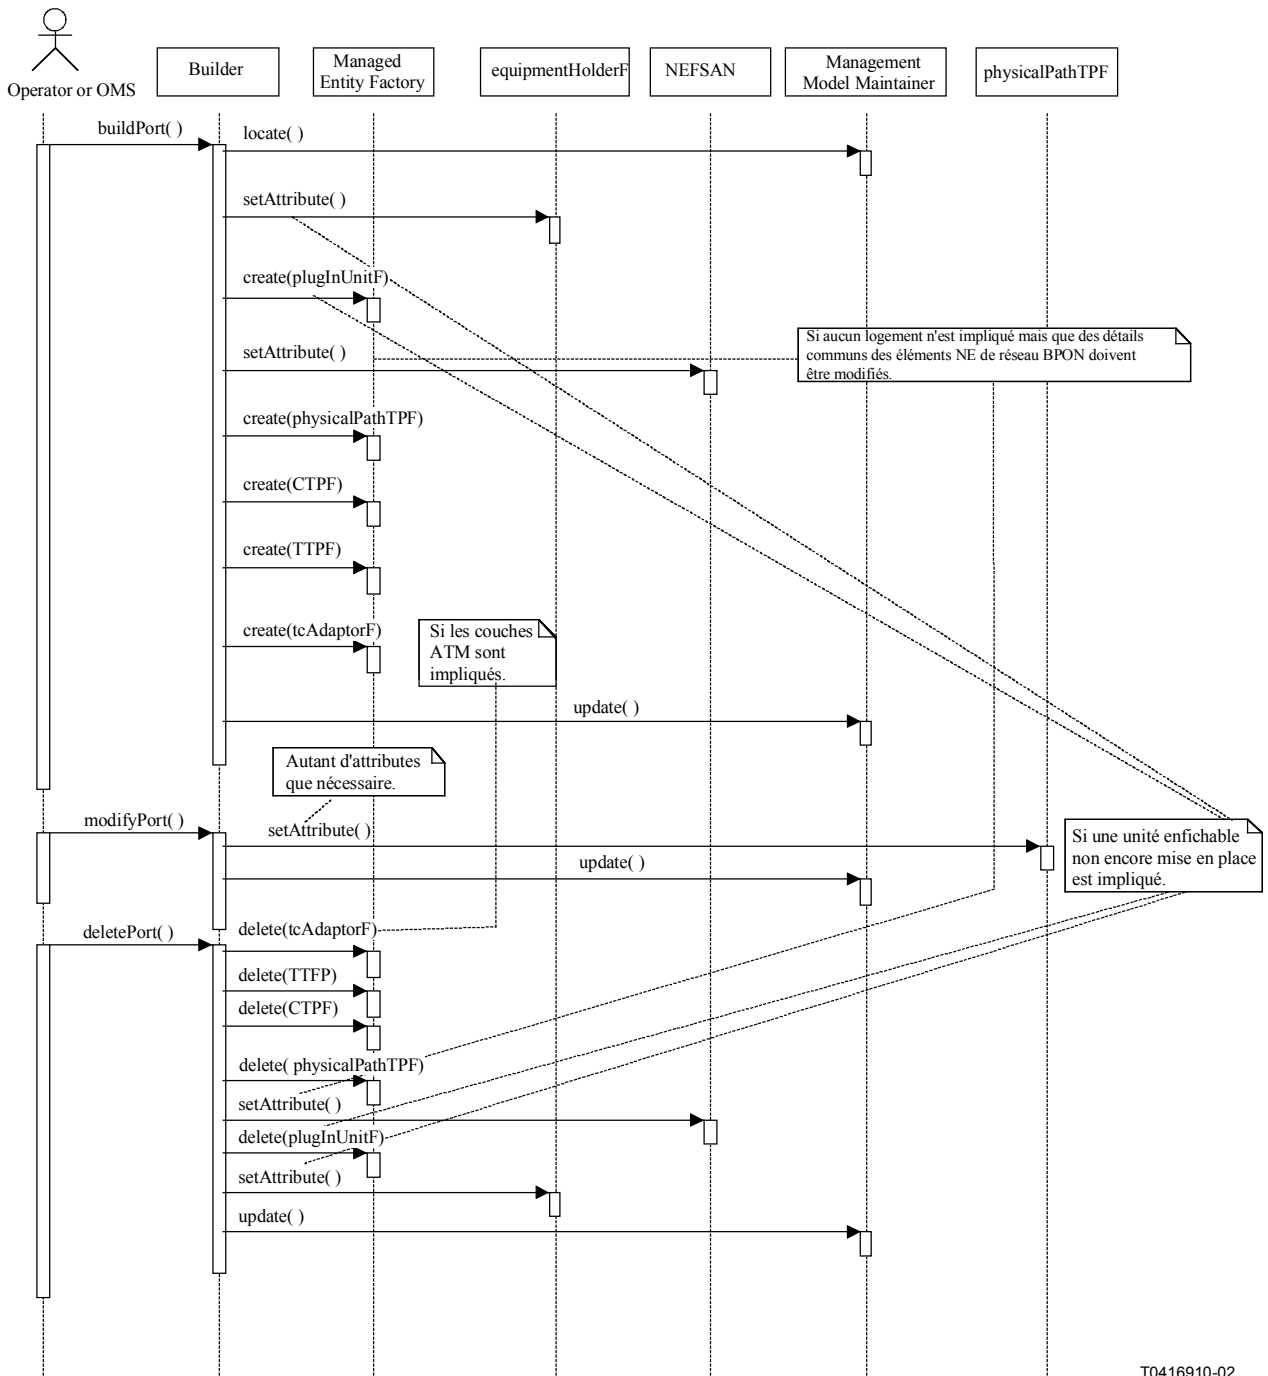 Operator or OMS
Builder
Managed
Entity Factory
equipmentHolderF
NEFSAN
Management
Model Maintainer
physicalPathTPF
buildPort( )
locate( )
setAttribute( )
create(plugInUnitF)
Si aucun logement n'est impliqué mais que des détails
communs des éléments NE de réseau BPON doivent
être modifiés.
setAttribute( )
create(physicalPathTPF)
create(CTPF)
create(TTPF)
create(tcAdaptorF)
Si les couches
ATM sont
impliqués.
update( )
Autant d'attributes
que nécessaire.
modifyPort( )
setAttribute( )
Si une unité enfichable
non encore mise en place
est impliqué.
update( )
deletePort( )
delete(tcAdaptorF)
delete(TTFP)
delete(CTPF)
delete( physicalPathTPF)
setAttribute( )
delete(plugInUnitF)
setAttribute( )
update( )
T0416910-02